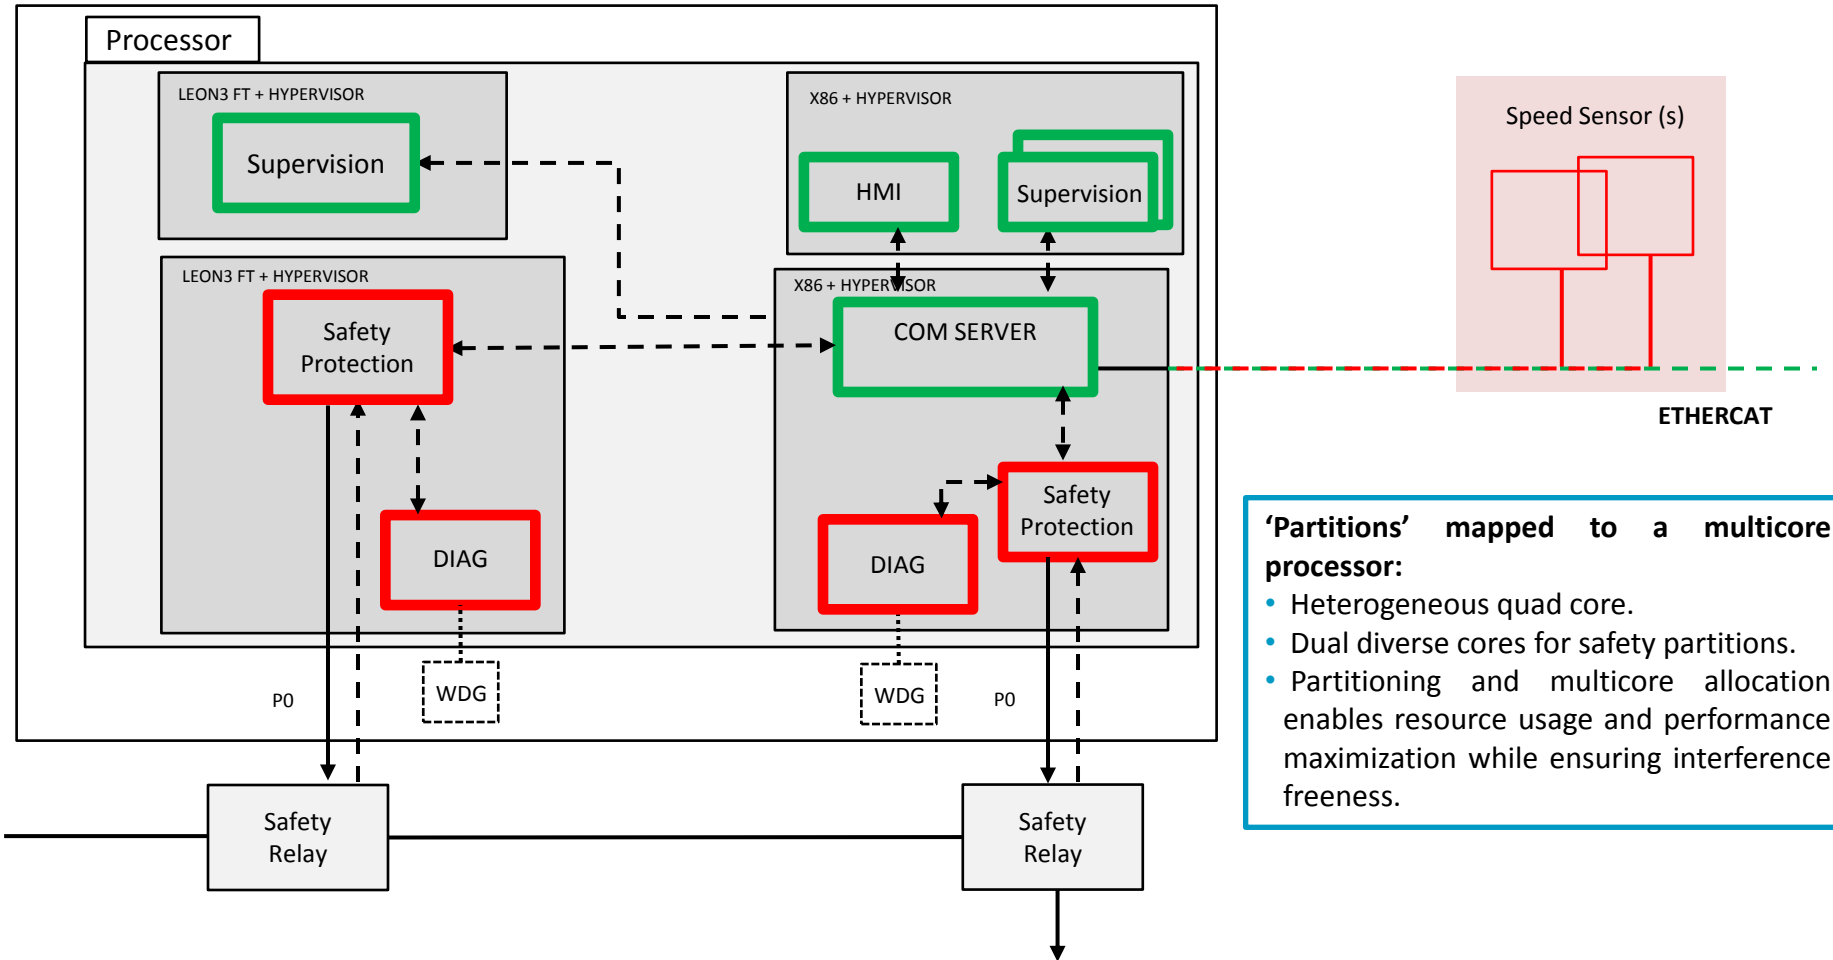 Processor
LEON3 FT + HYPERVISOR
Supervision
X86 + HYPERVISOR
HMI
Supervision
Speed Sensor (s)
LEON3 FT + HYPERVISOR
Safety
Protection
DIAG
X86 + HYPERVISOR
COM SERVER
Safety
Protection
DIAG
ETHERCAT
P0
WDG
WDG
P0
Safety
Relay
Safety
Relay
‘Partitions’ mapped to a multicore
processor:
• Heterogeneous quad core.
• Dual diverse cores for safety partitions.
• Partitioning and multicore allocation
enables resource usage and performance
maximization while ensuring interference
freeness.